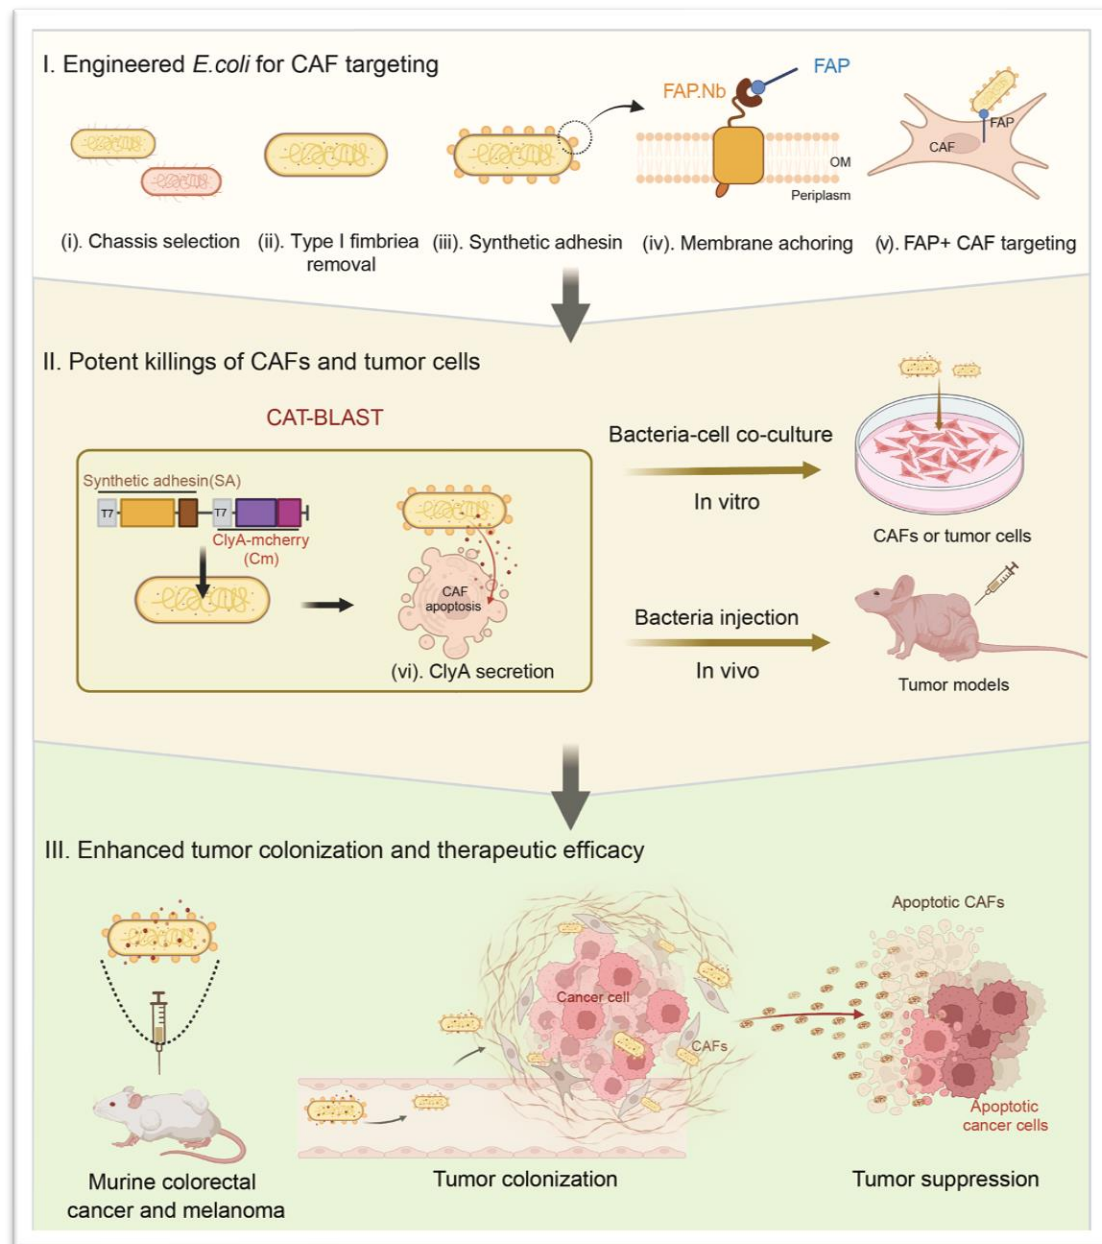 I. Engineered E.coli for CAF targeting
FAP.Nb
FAP
OM
Periplasm
FAP
CAF
(i). Chassis selection
(ii). Type I fimbriea
removal
(iii). Synthetic adhesin
(iv). Membrane achoring
(v). FAP+ CAF targeting
II. Potent killings of CAFs and tumor cells
CAT-BLAST
Synthetic adhesin(SA)
T7
T7
ClyA-mcherry
(Cm)
CAF
apoptosis
(vi). ClyA secretion
Bacteria-cell co-culture
In vitro
CAFs or tumor cells
Bacteria injection
In vivo
Tumor models
III. Enhanced tumor colonization and therapeutic efficacy
Murine colorectal
cancer and melanoma
Cancer cell
CAFs
Tumor colonization
Apoptotic CAFs
Apoptotic
cancer cells
Tumor suppression